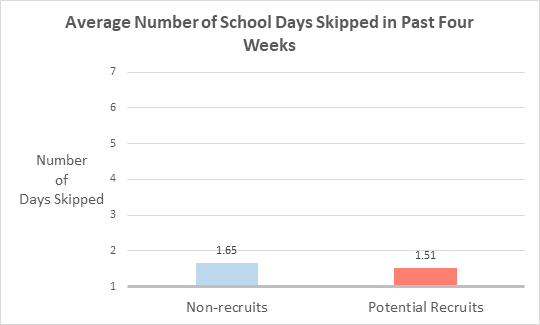 Average Number of School Days Skipped in Past Four
Weeks
7
6
5
4
3
2
1
Number
of
Days Skipped
1.65
1.51
Non-recruits
Potential Recruits